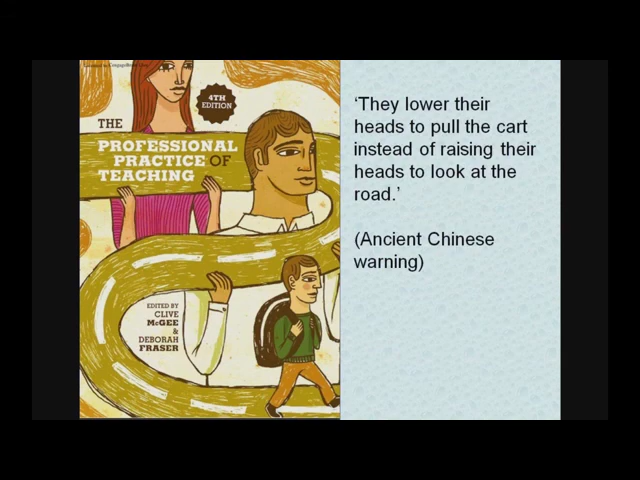 4TH
EDITION
THE
PROFESSIONAL
PRACTICE OF
TEACHING
EDITED BY
CLIVE
McGEE
&
DEBORAH
FRASER
‘They lower their
heads to pull the cart
instead of raising their
heads to look at the
road.’
(Ancient Chinese
warning)